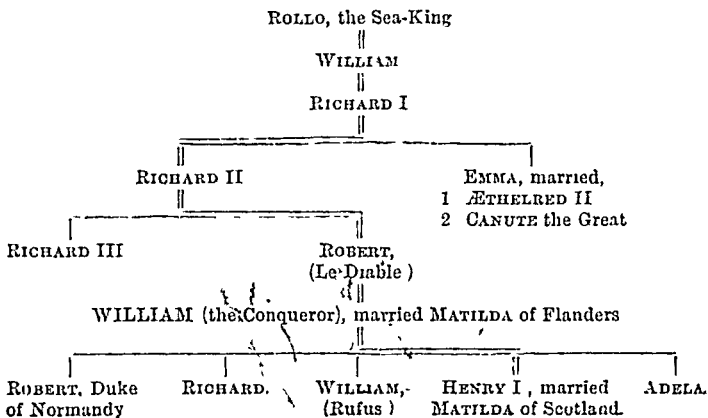 ROLLO, the Sea-King
WILLIAM
RICHARD I
RICHARD II
EMMA, married,
1 ÆTHELRED II
2 CANUTE the Great
RICHARD III
ROBERT,
(Le Diable)
WILLIAM (the Conqueror), married MATILDA of Flanders
ROBERT, Duke of Normandy
RICHARD.
WILLIAM, (Rufus)
HENRY I, married MATILDA of Scotland.
ADELA.